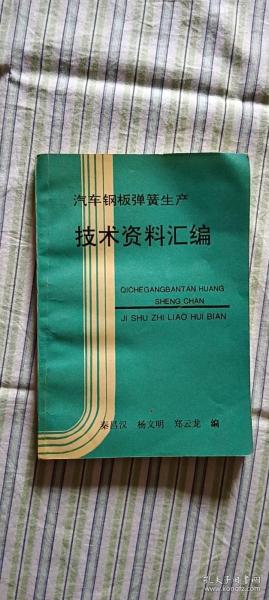 汽车钢板弹簧生产
技术资料汇编
QICHEGANGBANTAN HUANG
SHENG CHAN
JI SHU ZHI LIAO HUI BIAN
秦昌汉 杨文明 郑云龙 编